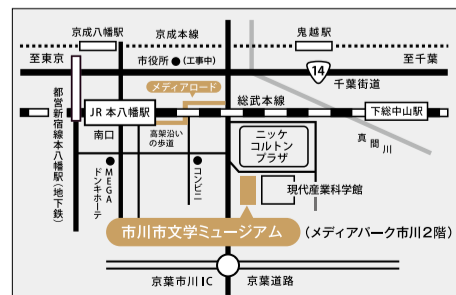 京成八幡駅
京成本線
鬼越駅
至東京
市役所●(工事中)
至千葉
14
千葉街道
メディアロード
総武本線
都営新宿線本八幡駅(地下鉄)
JR 本八幡駅
下総中山駅
南口
高架沿い
の歩道
ニッケ
コルトン
プラザ
真間川
MEGA
ドンキホーテ
コンビニ
現代産業科学館
市川市文学ミュージアム
(メディアパーク市川2階)
京葉市川IC
京葉道路